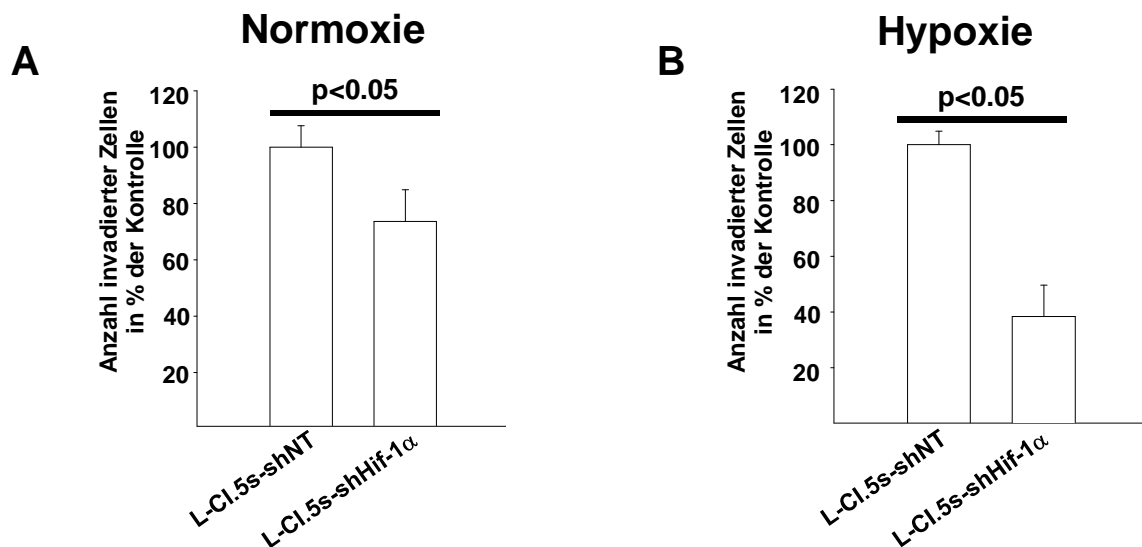 A
Normoxie
p<0.05
Anzahl invadierter Zellen
in % der Kontrolle
120
100
80
60
40
20
L-Cl.5s-shNT
L-Cl.5s-shHif-1α
B
Hypoxie
p<0.05
Anzahl invadierter Zellen
in % der Kontrolle
120
100
80
60
40
20
L-Cl.5s-shNT
L-Cl.5s-shHif-1α